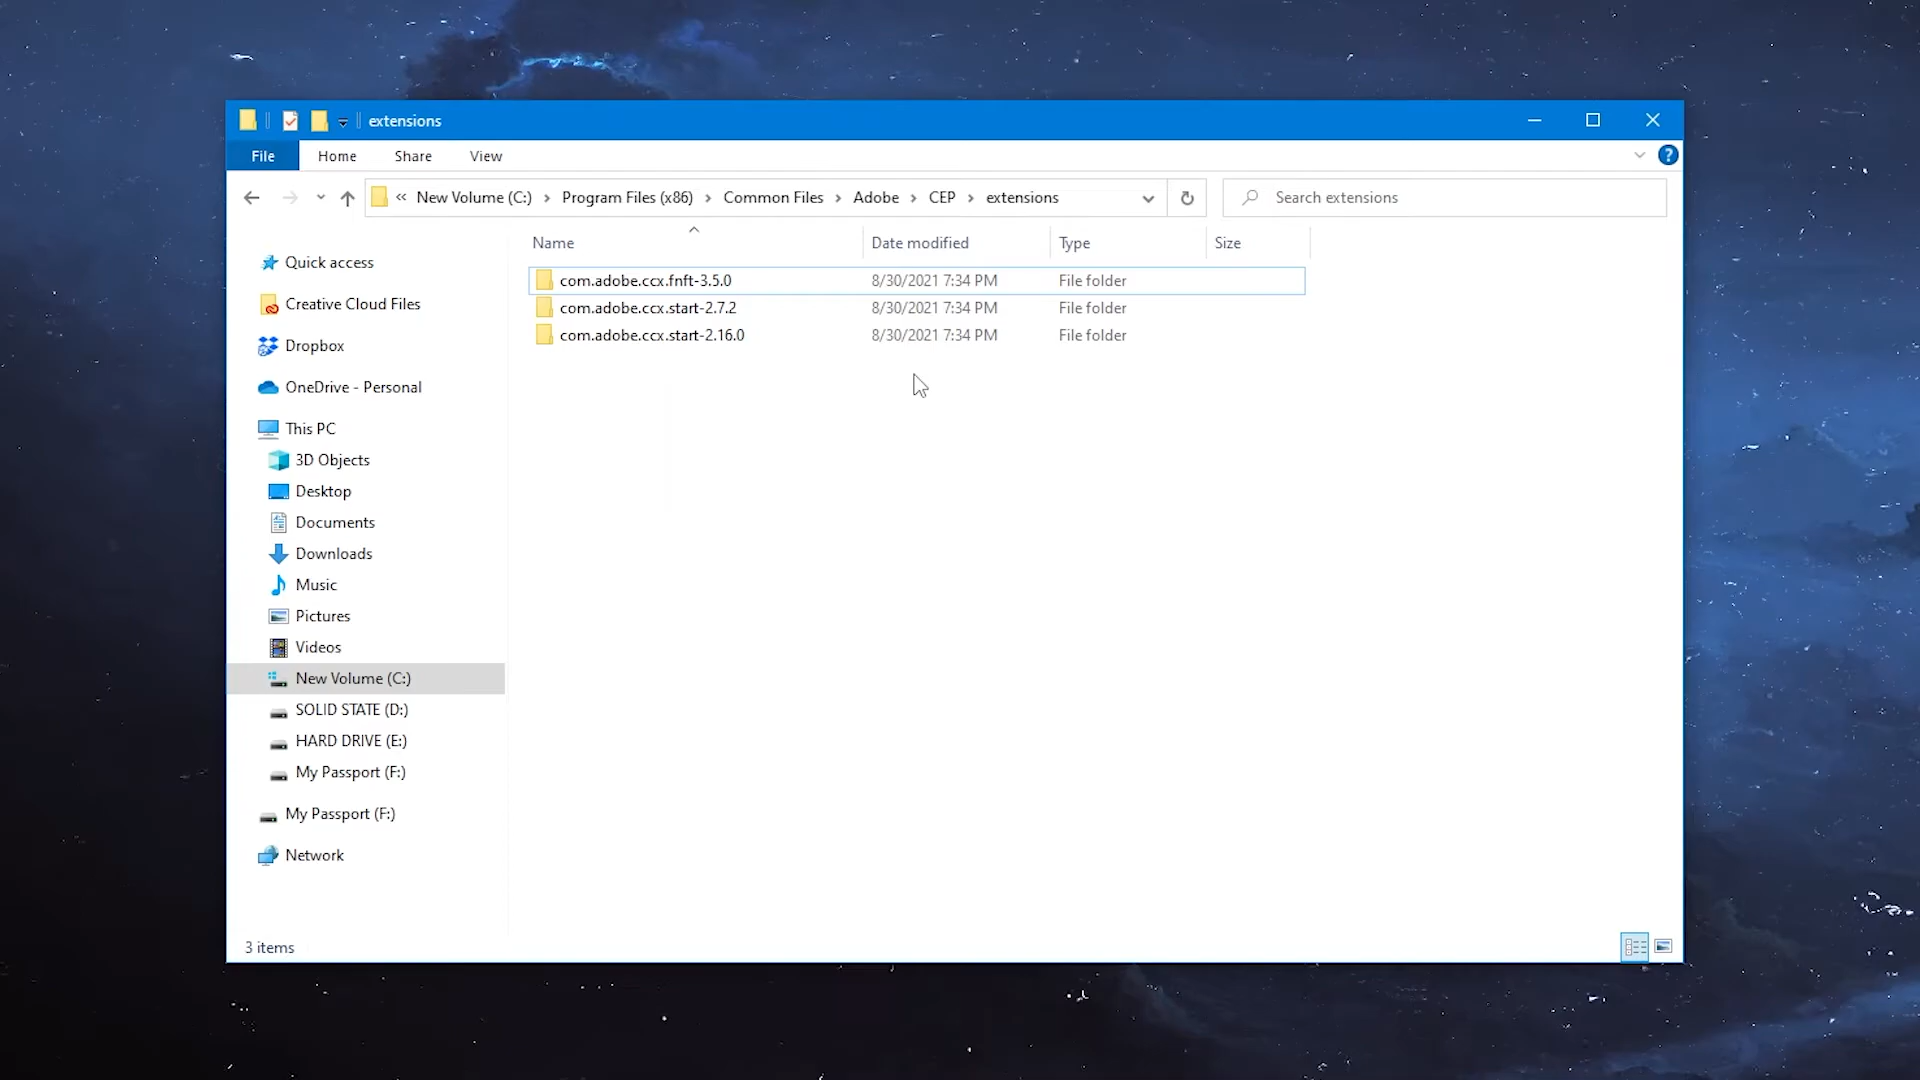 extensions
File Home Share View
« New Volume (C:) › Program Files (x86) › Common Files › Adobe › CEP › extensions
Search extensions
Name Date modified Type Size
com.adobe.ccx.fnft-3.5.0 8/30/2021 7:34 PM File folder
com.adobe.ccx.start-2.7.2 8/30/2021 7:34 PM File folder
com.adobe.ccx.start-2.16.0 8/30/2021 7:34 PM File folder
Quick access
Creative Cloud Files
Dropbox
OneDrive - Personal
This PC
3D Objects
Desktop
Documents
Downloads
Music
Pictures
Videos
New Volume (C:)
SOLID STATE (D:)
HARD DRIVE (E:)
My Passport (F:)
My Passport (F:)
Network
3 items